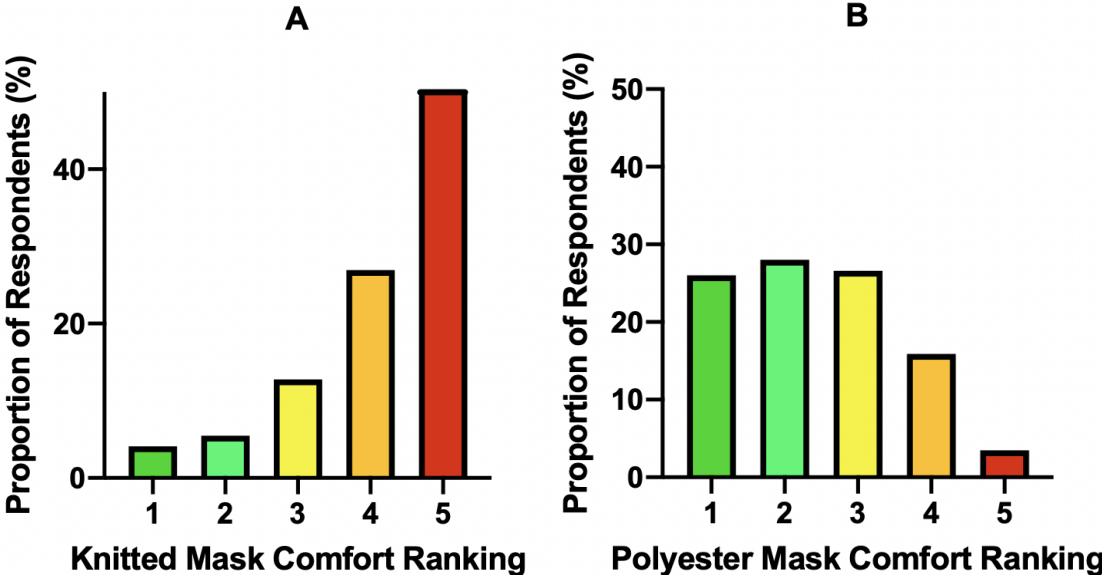 A
B
Proportion of Respondents (%)
40
20
0
1 2 3 4 5
Knitted Mask Comfort Ranking
Proportion of Respondents (%)
50
40
30
20
10
0
1 2 3 4 5
Polyester Mask Comfort Ranking